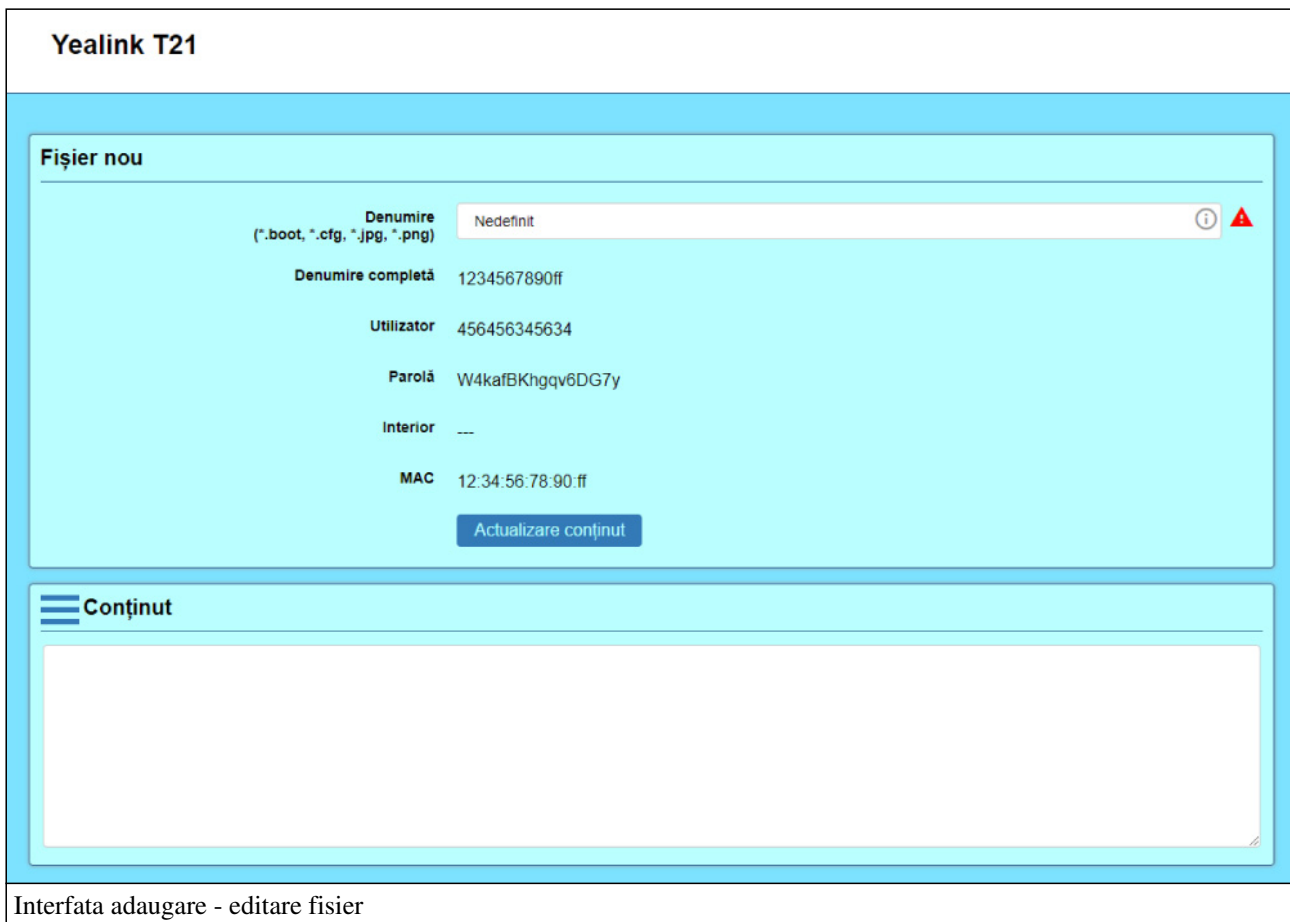 Yealink T21
Fișier nou
Denumire
(*.boot, *.cfg, *.jpg, *.png)
Nedefinit
Denumire completă
1234567890ff
Utilizator
456456345634
Parolă
W4kafBKhgqv6DG7y
Interior
---
MAC
12:34:56:78:90:ff
Actualizare conținut
Conținut
Interfata adaugare - editare fisier